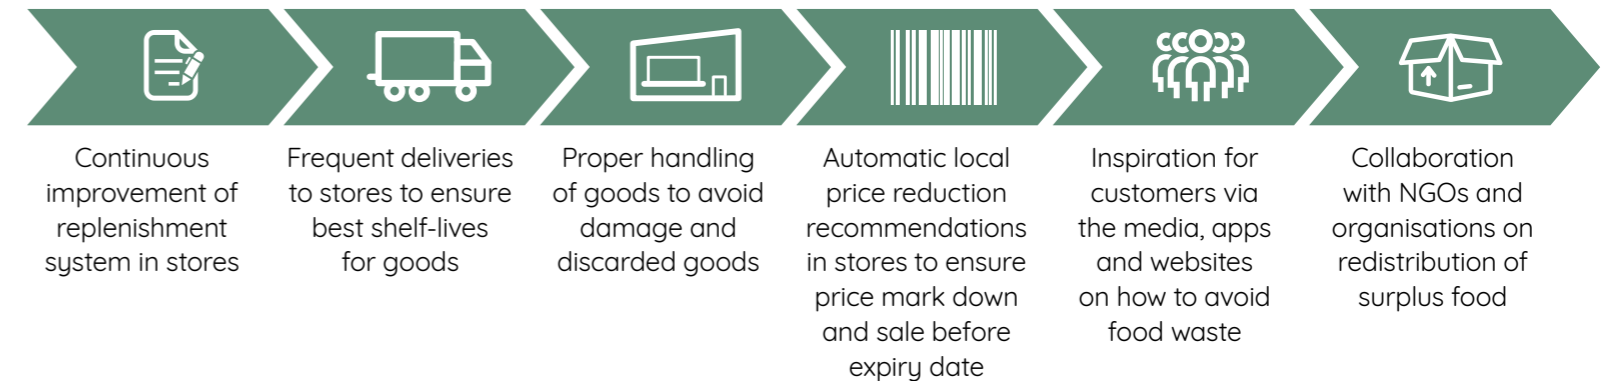 Continuous
improvement of
replenishment
system in stores
Frequent deliveries
to stores to ensure
best shelf-lives
for goods
Proper handling
of goods to avoid
damage and
discarded goods
Automatic local
price reduction
recommendations
in stores to ensure
price mark down
and sale before
expiry date
Inspiration for
customers via
the media, apps
and websites
on how to avoid
food waste
Collaboration
with NGOs and
organisations on
redistribution of
surplus food